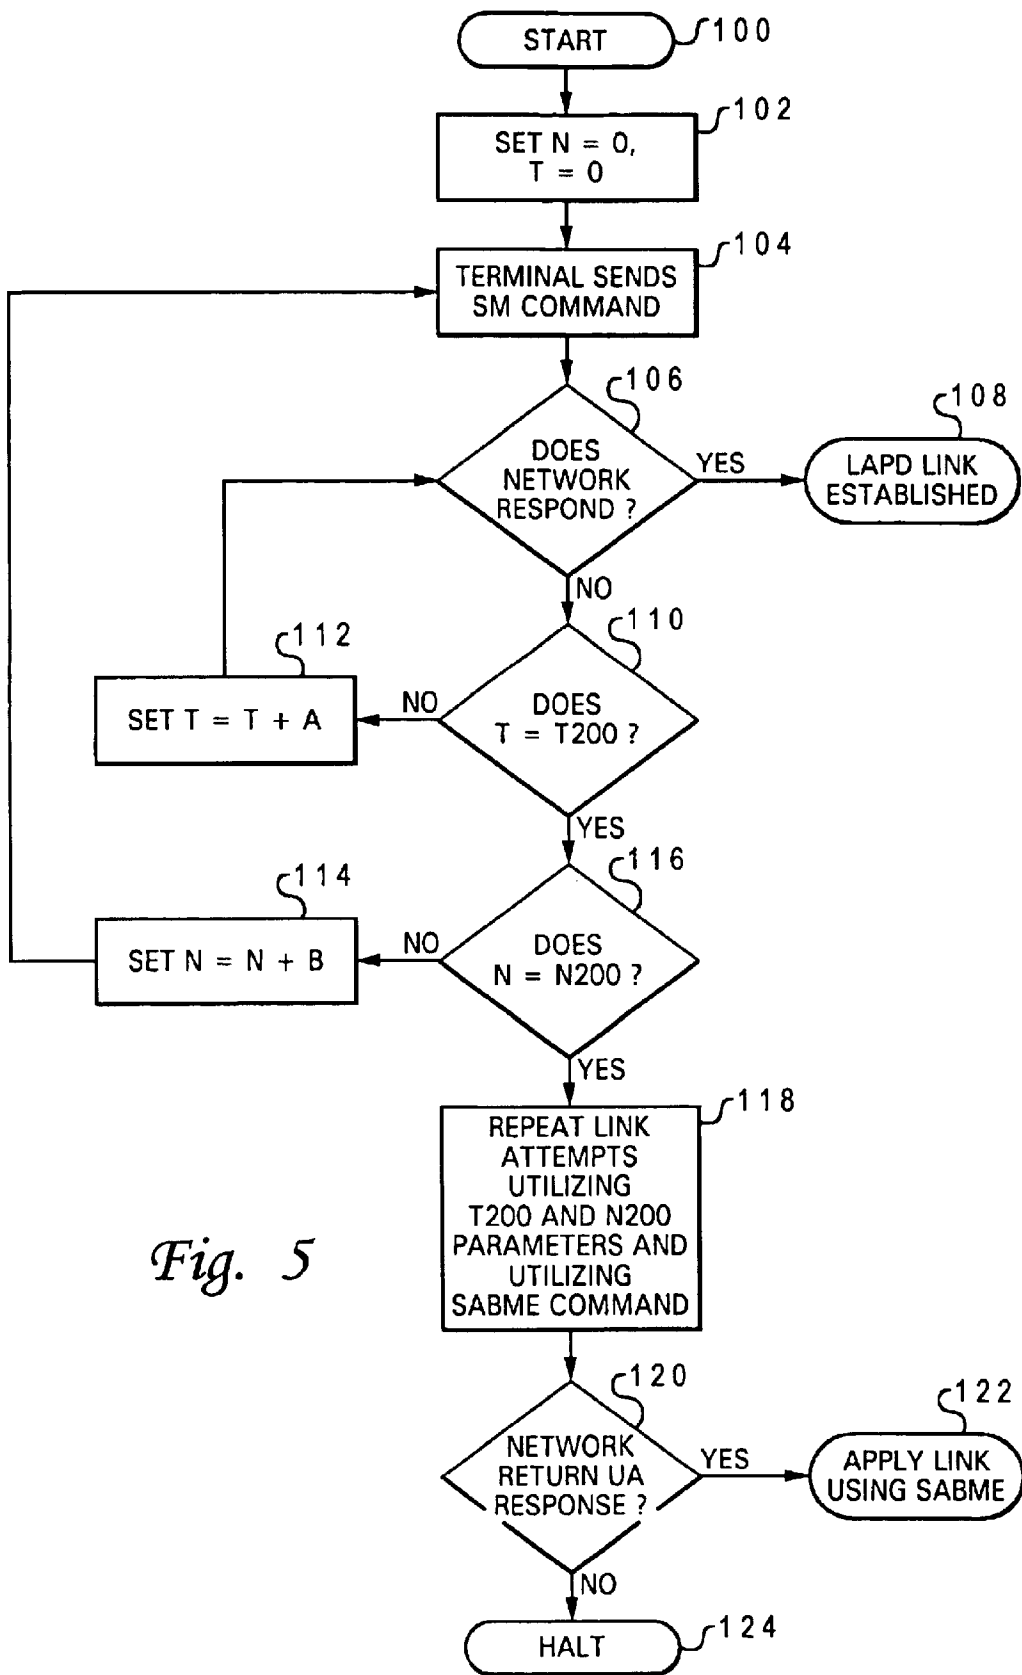 START
100
102
SET N = 0,
T = 0
104
TERMINAL SENDS
SM COMMAND
106
DOES
NETWORK
RESPOND ?
YES
108
LAPD LINK
ESTABLISHED
NO
110
112
DOES
T = T200 ?
NO
SET T = T + A
YES
116
114
DOES
N = N200 ?
NO
SET N = N + B
YES
118
REPEAT LINK
ATTEMPTS
UTILIZING
T200 AND N200
PARAMETERS AND
UTILIZING
SABME COMMAND
Fig. 5
120
NETWORK
RETURN UA
RESPONSE ?
YES
122
APPLY LINK
USING SABME
NO
HALT
124